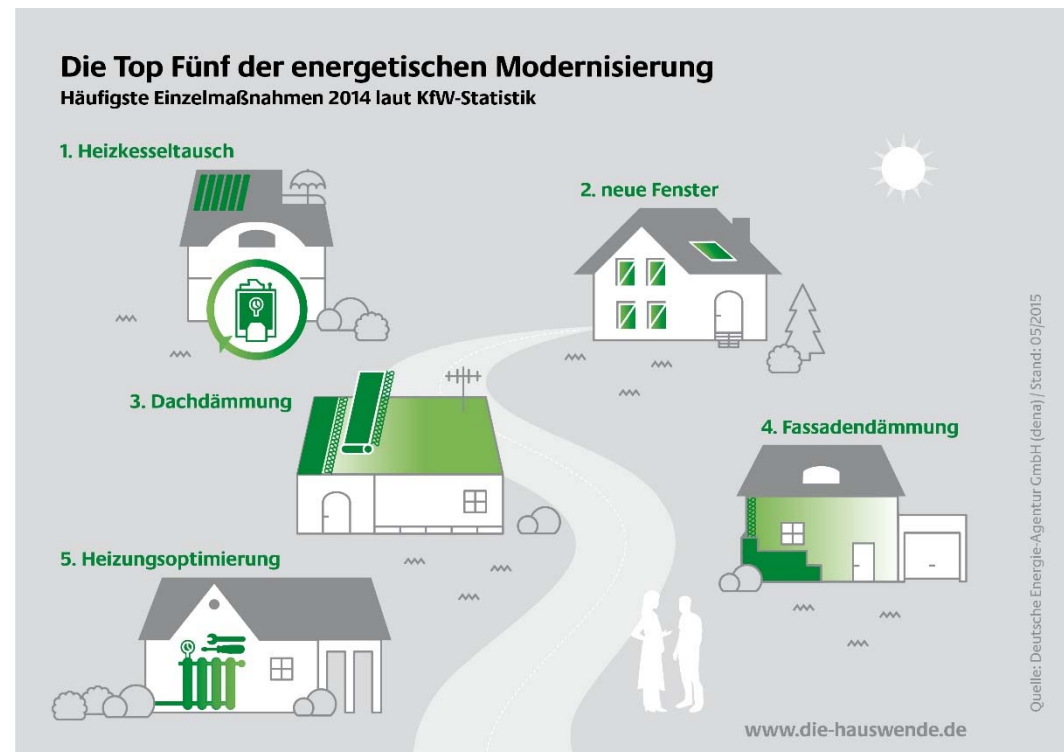 Die Top Fünf der energetischen Modernisierung
Häufigste Einzelmaßnahmen 2014 laut KfW-Statistik
1. Heizkesseltausch
2. neue Fenster
3. Dachdämmung
4. Fassadendämmung
5. Heizungsoptimierung
www.die-hauswende.de
Quelle: Deutsche Energie-Agentur GmbH (dena) / Stand: 05/2015